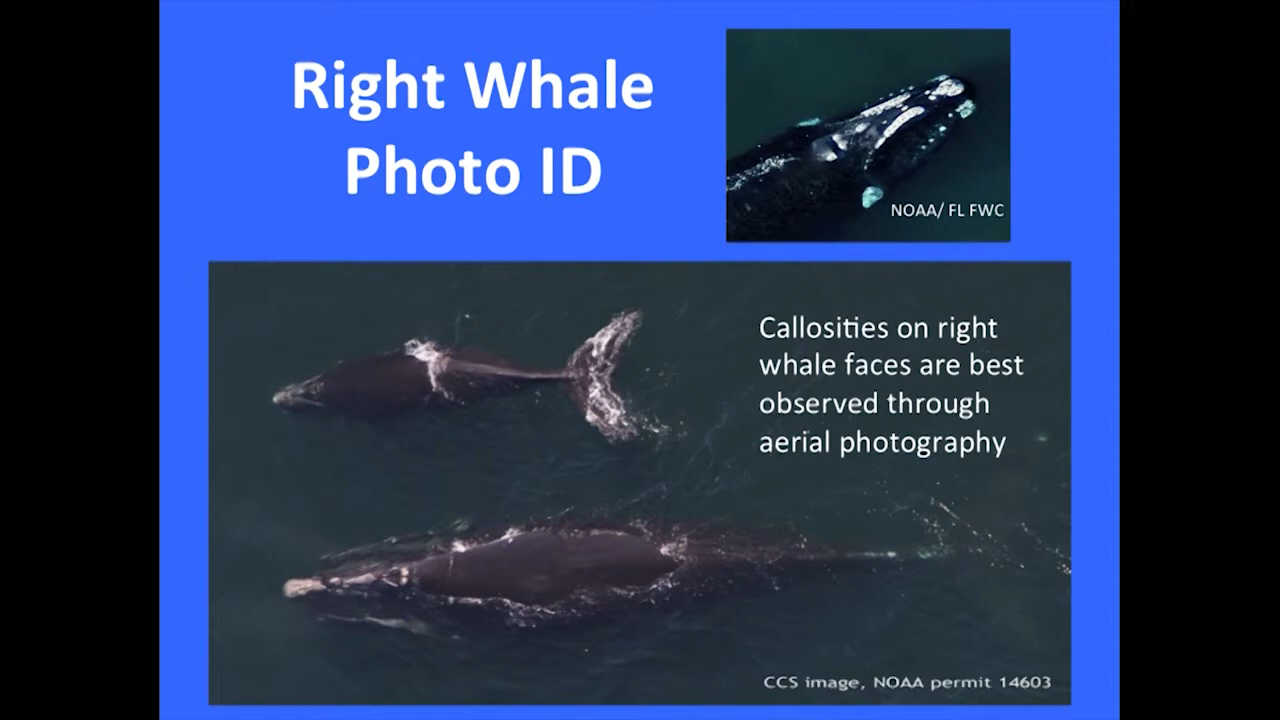 Right Whale
Photo ID
NOAA/ FL FWC
Callosities on right
whale faces are best
observed through
aerial photography
CCS image, NOAA permit 14603